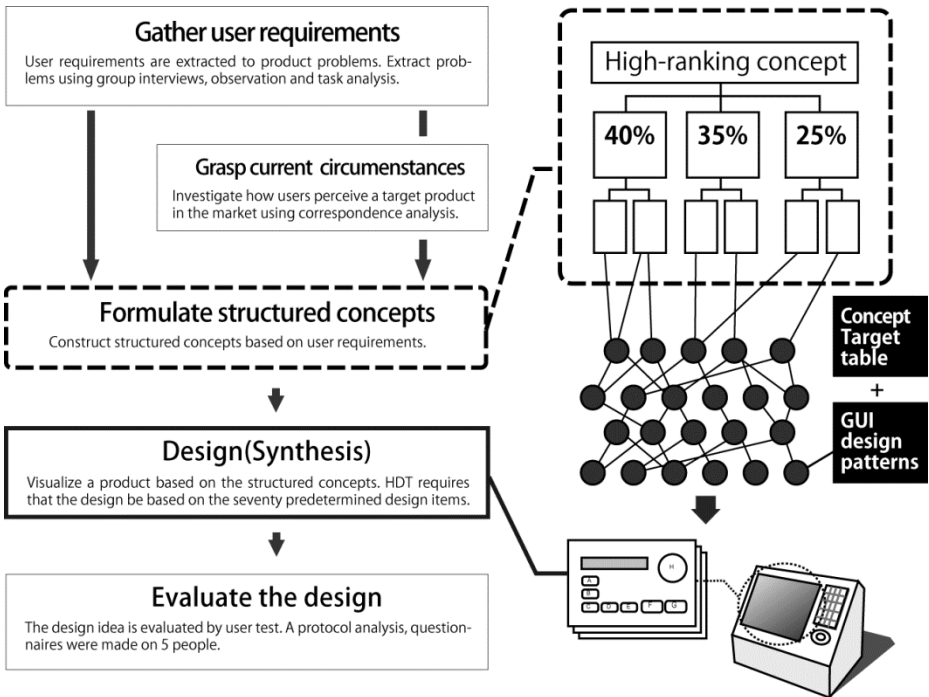 Gather user requirements
User requirements are extracted to product problems. Extract prob-
lems using group interviews, observation and task analysis.
Grasp current circumstances
Investigate how users perceive a target product
in the market using correspondence analysis.
Formulate structured concepts
Construct structured concepts based on user requirements.
Design(Synthesis)
Visualize a product based on the structured concepts. HDT requires
that the design be based on the seventy predetermined design items.
Evaluate the design
The design idea is evaluated by user test. A protocol analysis, question-
naires were made on 5 people.
High-ranking concept
40%
35%
25%
Concept
Target
table
+
GUI
design
patterns
H
A
B
C D E F G